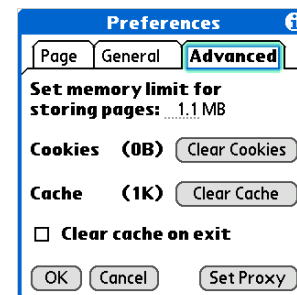 Preferences i
Page General Advanced
Set memory limit for
storing pages: 1.1 MB
Cookies (0B) Clear Cookies
Cache (1K) Clear Cache
Clear cache on exit
OK Cancel Set Proxy